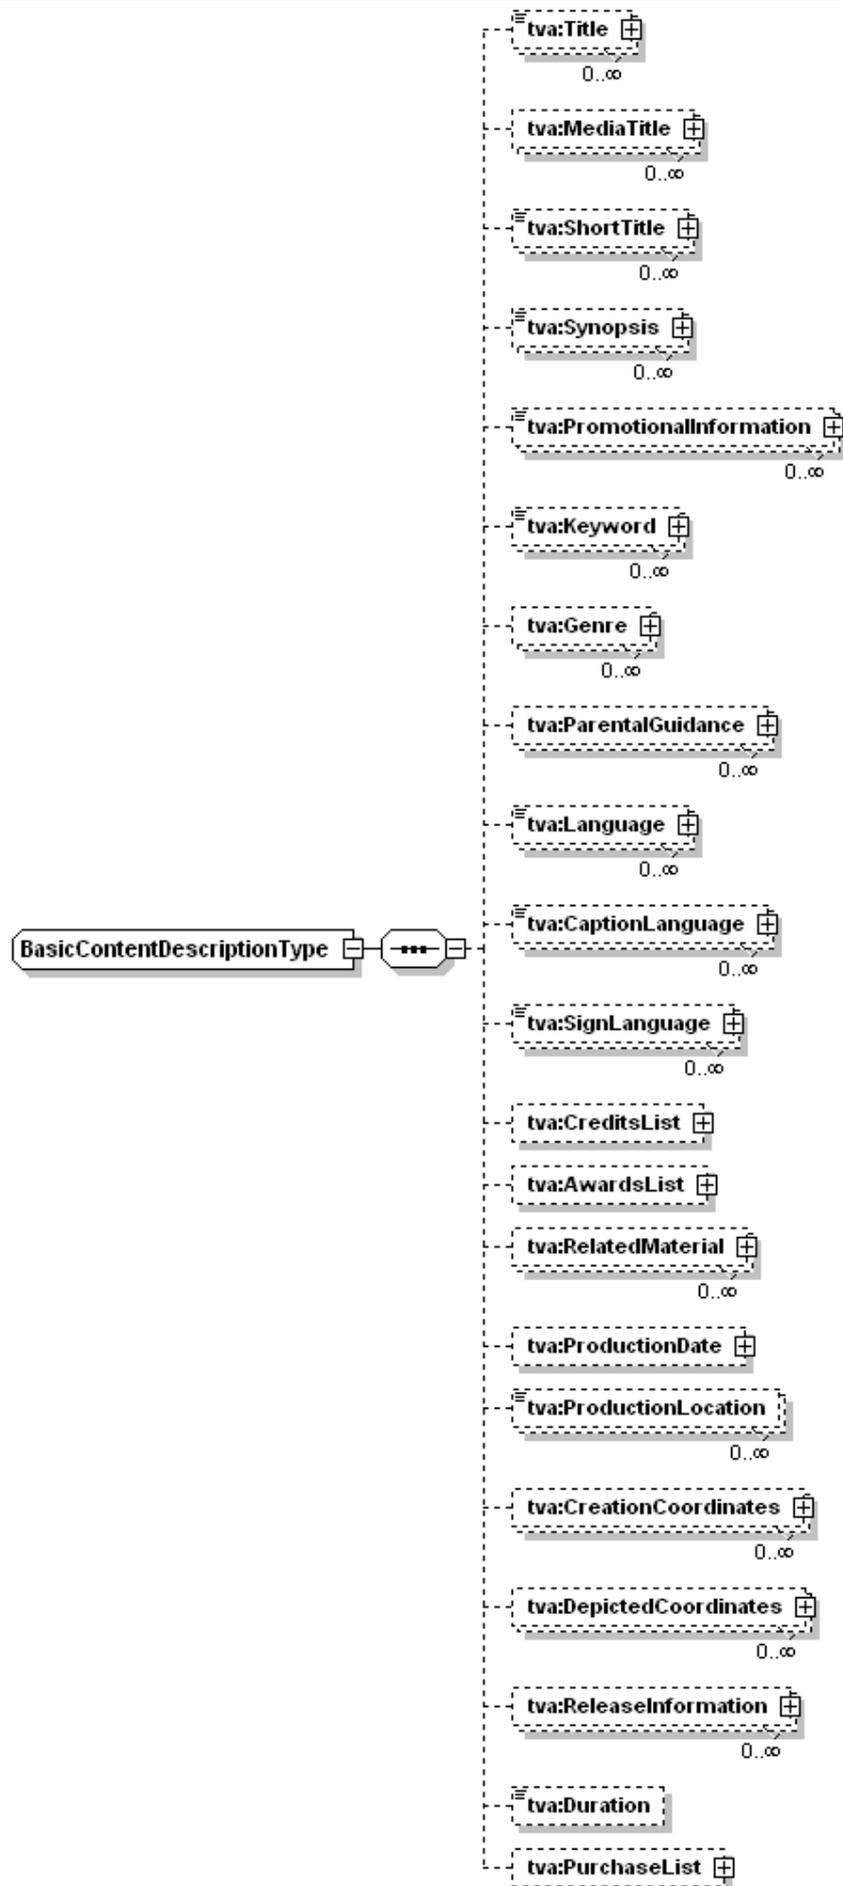 tva:Title
0..∞
tva:MediaTitle
0..∞
tva:ShortTitle
0..∞
tva:Synopsis
0..∞
tva:PromotionalInformation
0..∞
tva:Keyword
0..∞
tva:Genre
0..∞
tva:ParentalGuidance
0..∞
tva:Language
0..∞
tva:CaptionLanguage
0..∞
BasicContentDescriptionType
tva:SignLanguage
0..∞
tva:CreditsList
tva:AwardsList
tva:RelatedMaterial
0..∞
tva:ProductionDate
tva:ProductionLocation
0..∞
tva:CreationCoordinates
0..∞
tva:DepictedCoordinates
0..∞
tva:ReleaseInformation
0..∞
tva:Duration
tva:PurchaseList